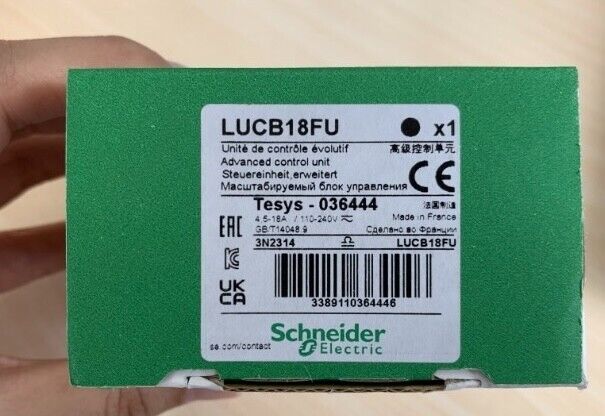 LUCB18FU ● x1
Unité de contrôle évolutif 高级控制单元
Advanced control unit
Steuereinheit,erweitert CE
Масштабируемый блок управления
Tesys - 036444 法国制造
4.5-18A / 110-240V Made in France
GB/T14048.9 Сделано во Франции
EAC
3N2314 LUCB18FU
UK
CA
3389110364446
Schneider
Electric
se.com/contact